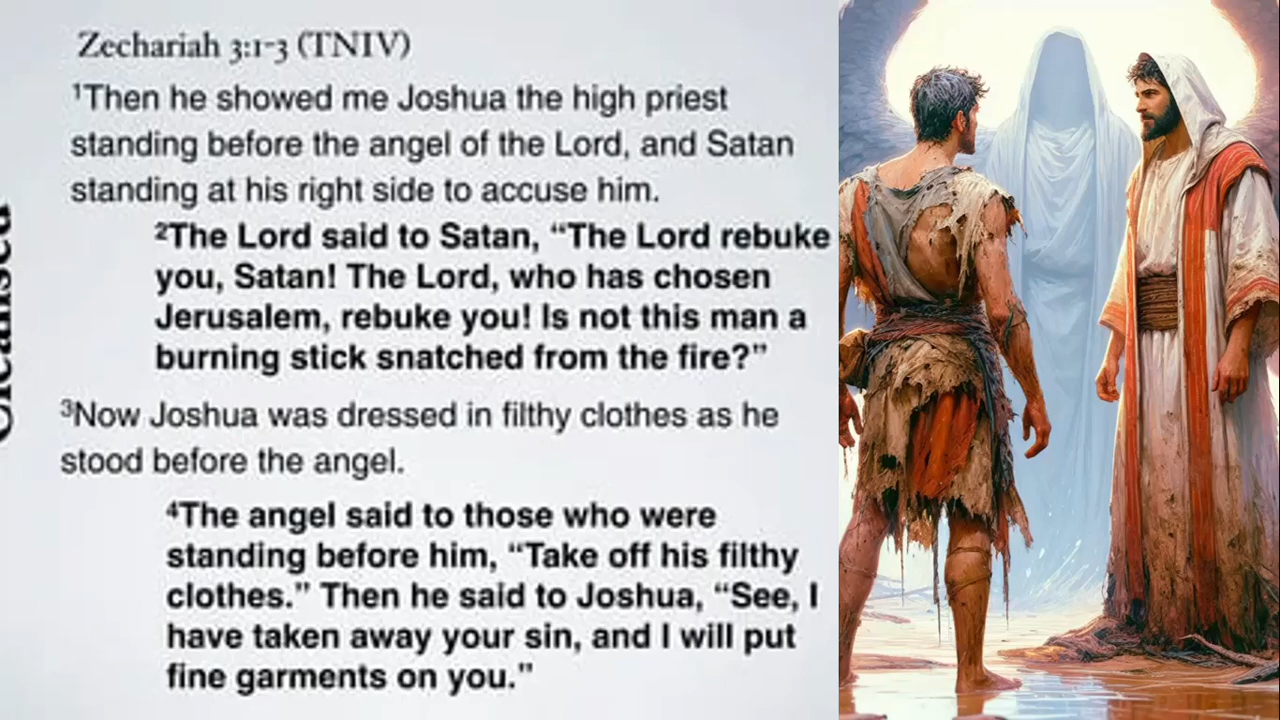 Zechariah 3:1-3 (TNIV)
¹Then he showed me Joshua the high priest
standing before the angel of the Lord, and Satan
standing at his right side to accuse him.
²The Lord said to Satan, “The Lord rebuke
you, Satan! The Lord, who has chosen
Jerusalem, rebuke you! Is not this man a
burning stick snatched from the fire?”
³Now Joshua was dressed in filthy clothes as he
stood before the angel.
⁴The angel said to those who were
standing before him, “Take off his filthy
clothes.” Then he said to Joshua, “See, I
have taken away your sin, and I will put
fine garments on you.”